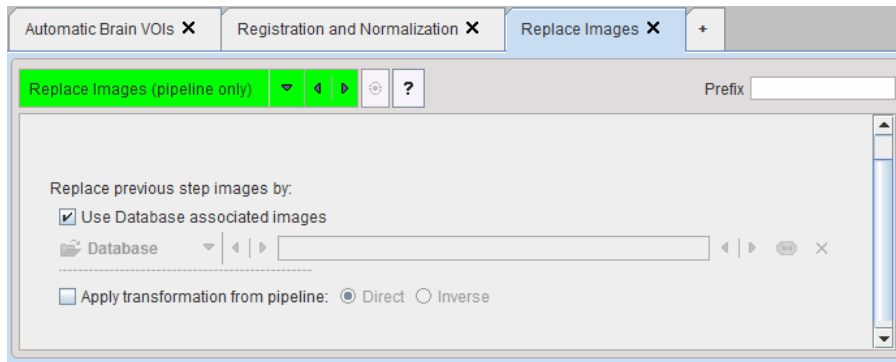 Automatic Brain VOIs X Registration and Normalization X Replace Images X +
Replace Images (pipeline only) ? Prefix
Replace previous step images by:
Use Database associated images
Database
Apply transformation from pipeline: Direct Inverse